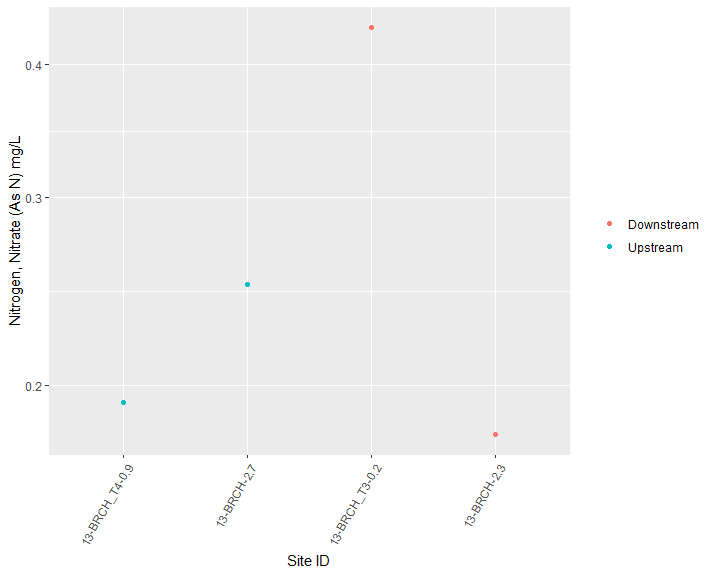 Nitrogen, Nitrate (As N) mg/L
0.4
0.3
0.2
13-BRCH_T4-0.9
13-BRCH-2.7
13-BRCH_T3-0.2
13-BRCH-2.3
Site ID
Downstream
Upstream